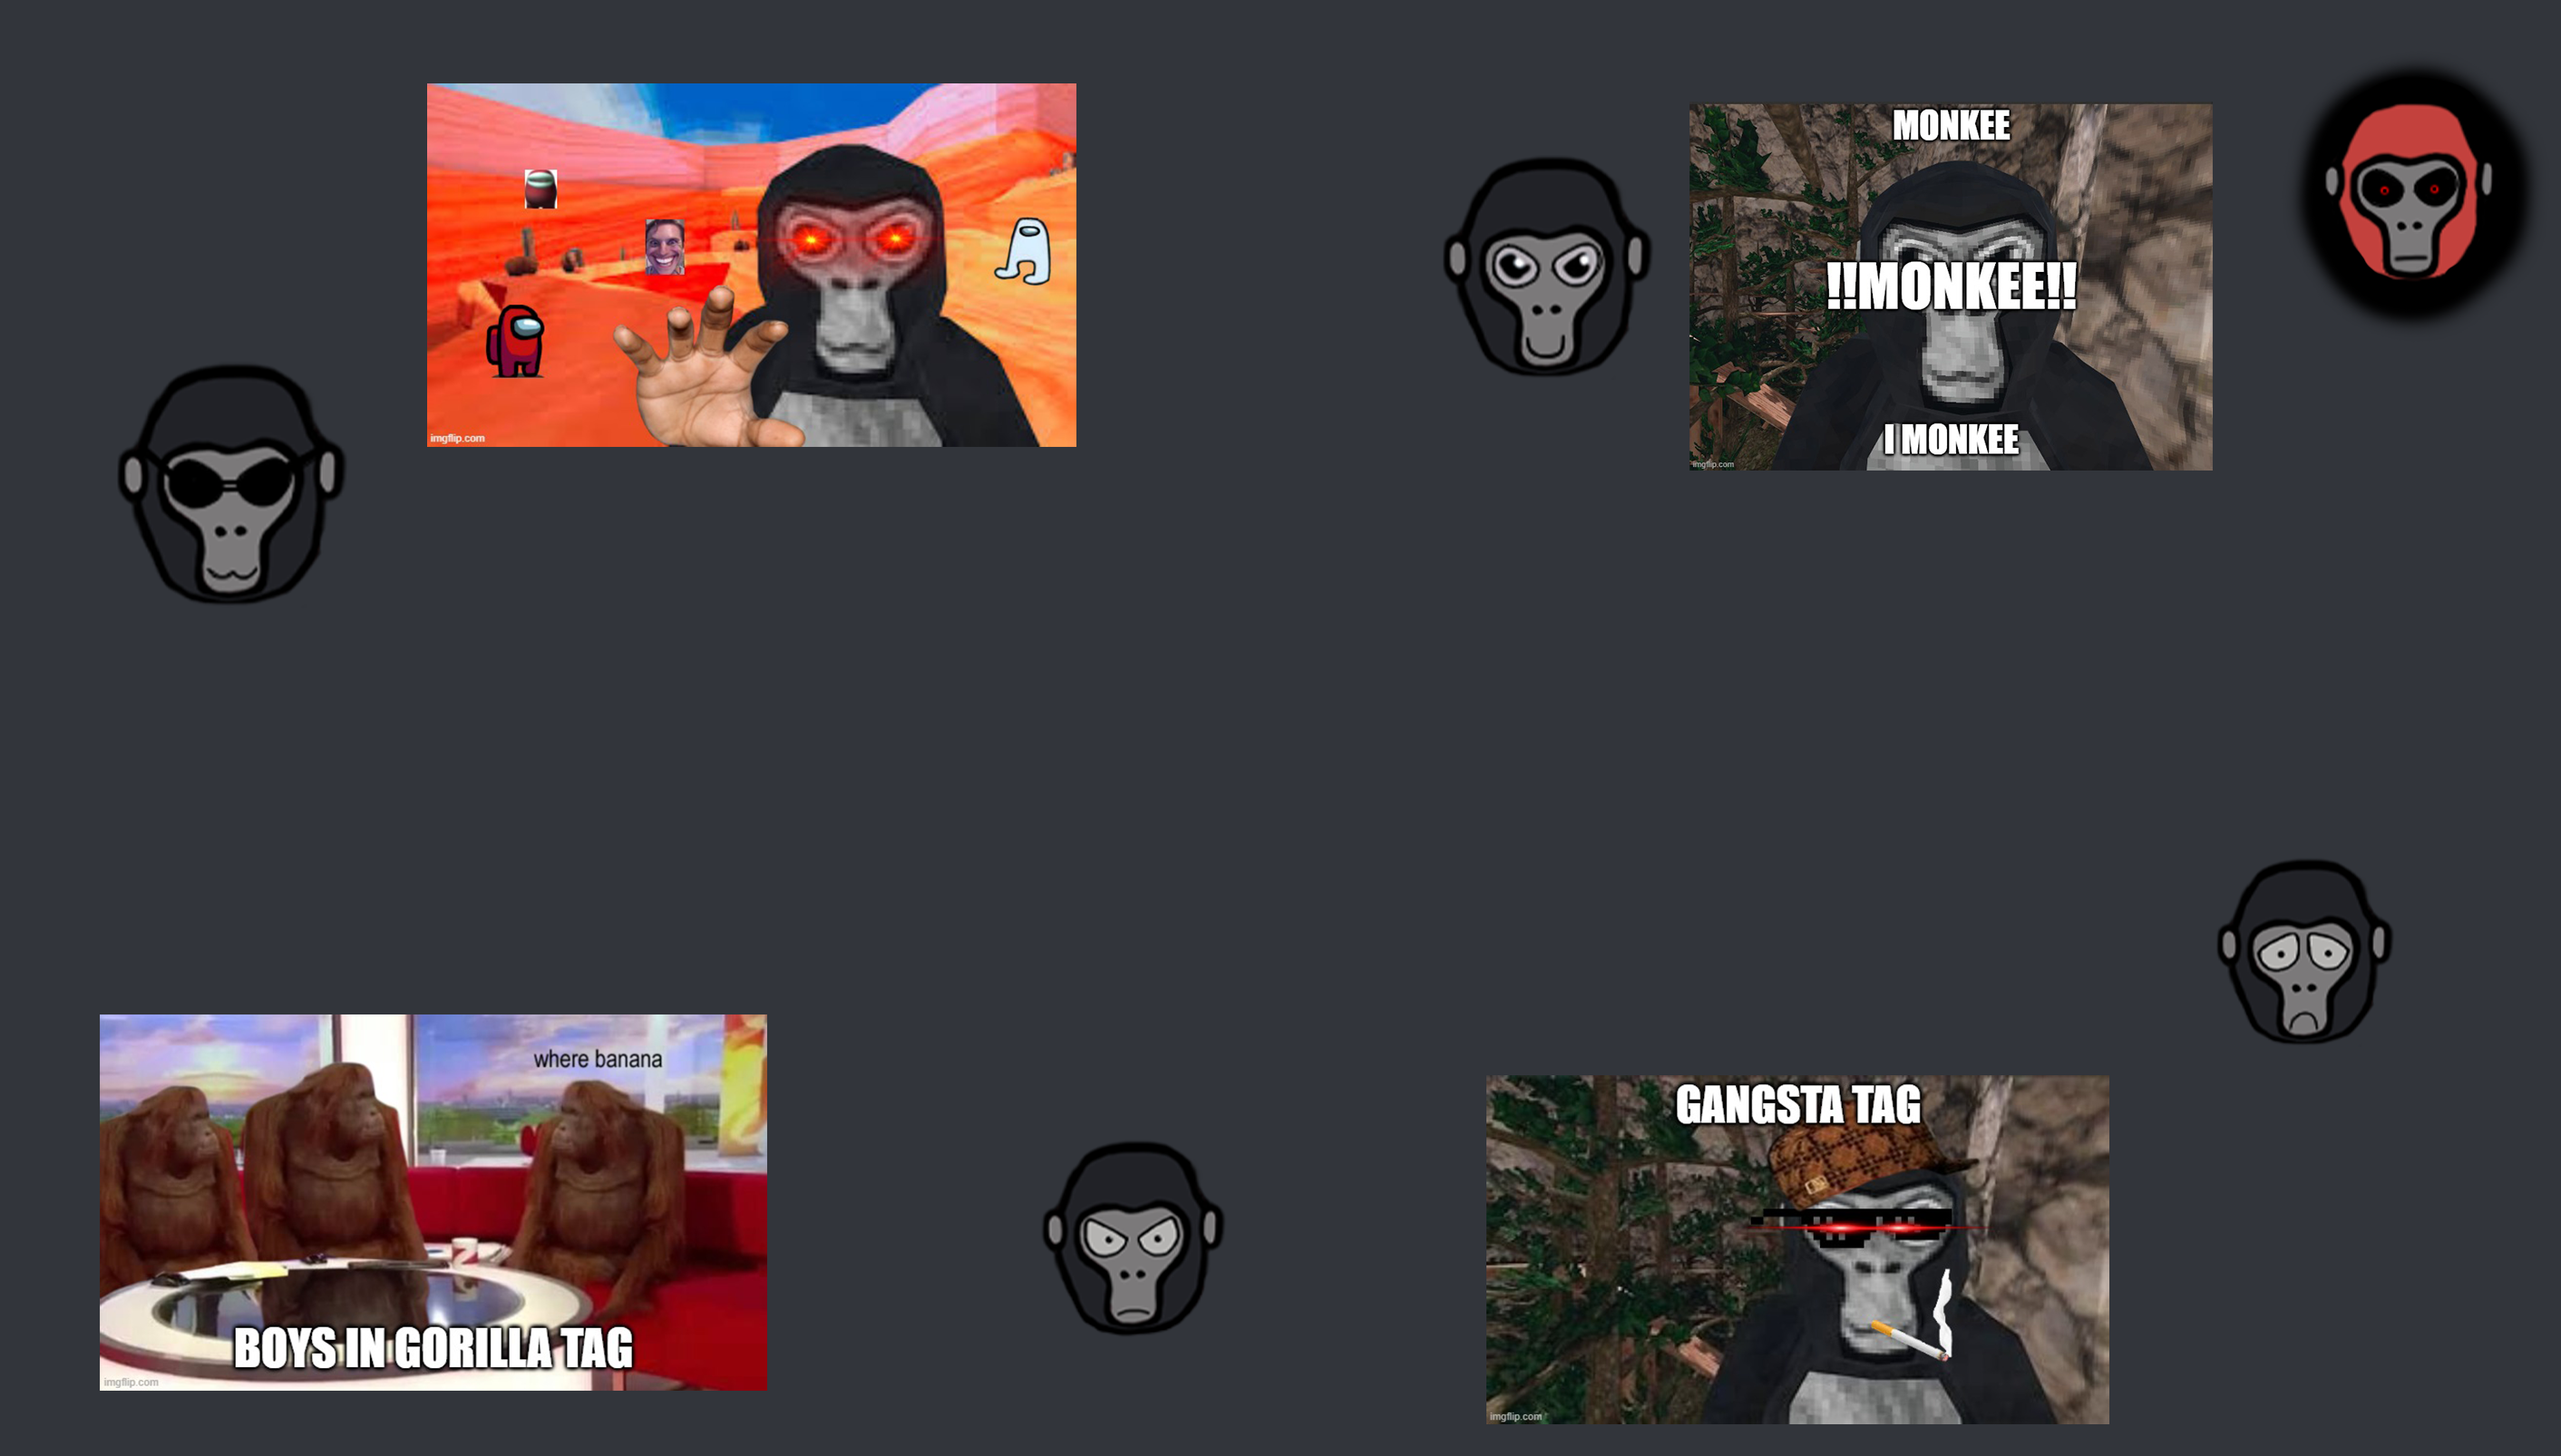 imgflip.com
MONKEE
!!MONKEE!!
I MONKEE
imgflip.com
where banana
BOYS IN GORILLA TAG
imgflip.com
GANGSTA TAG
imgflip.com